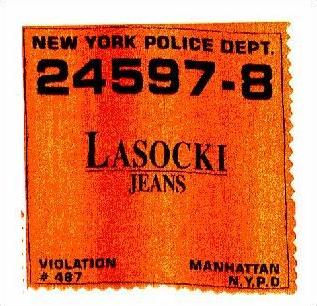 NEW YORK POLICE DEPT.
24597-8
LASOCKI
JEANS
VIOLATION MANHATTAN
# 487 N.Y.P.D